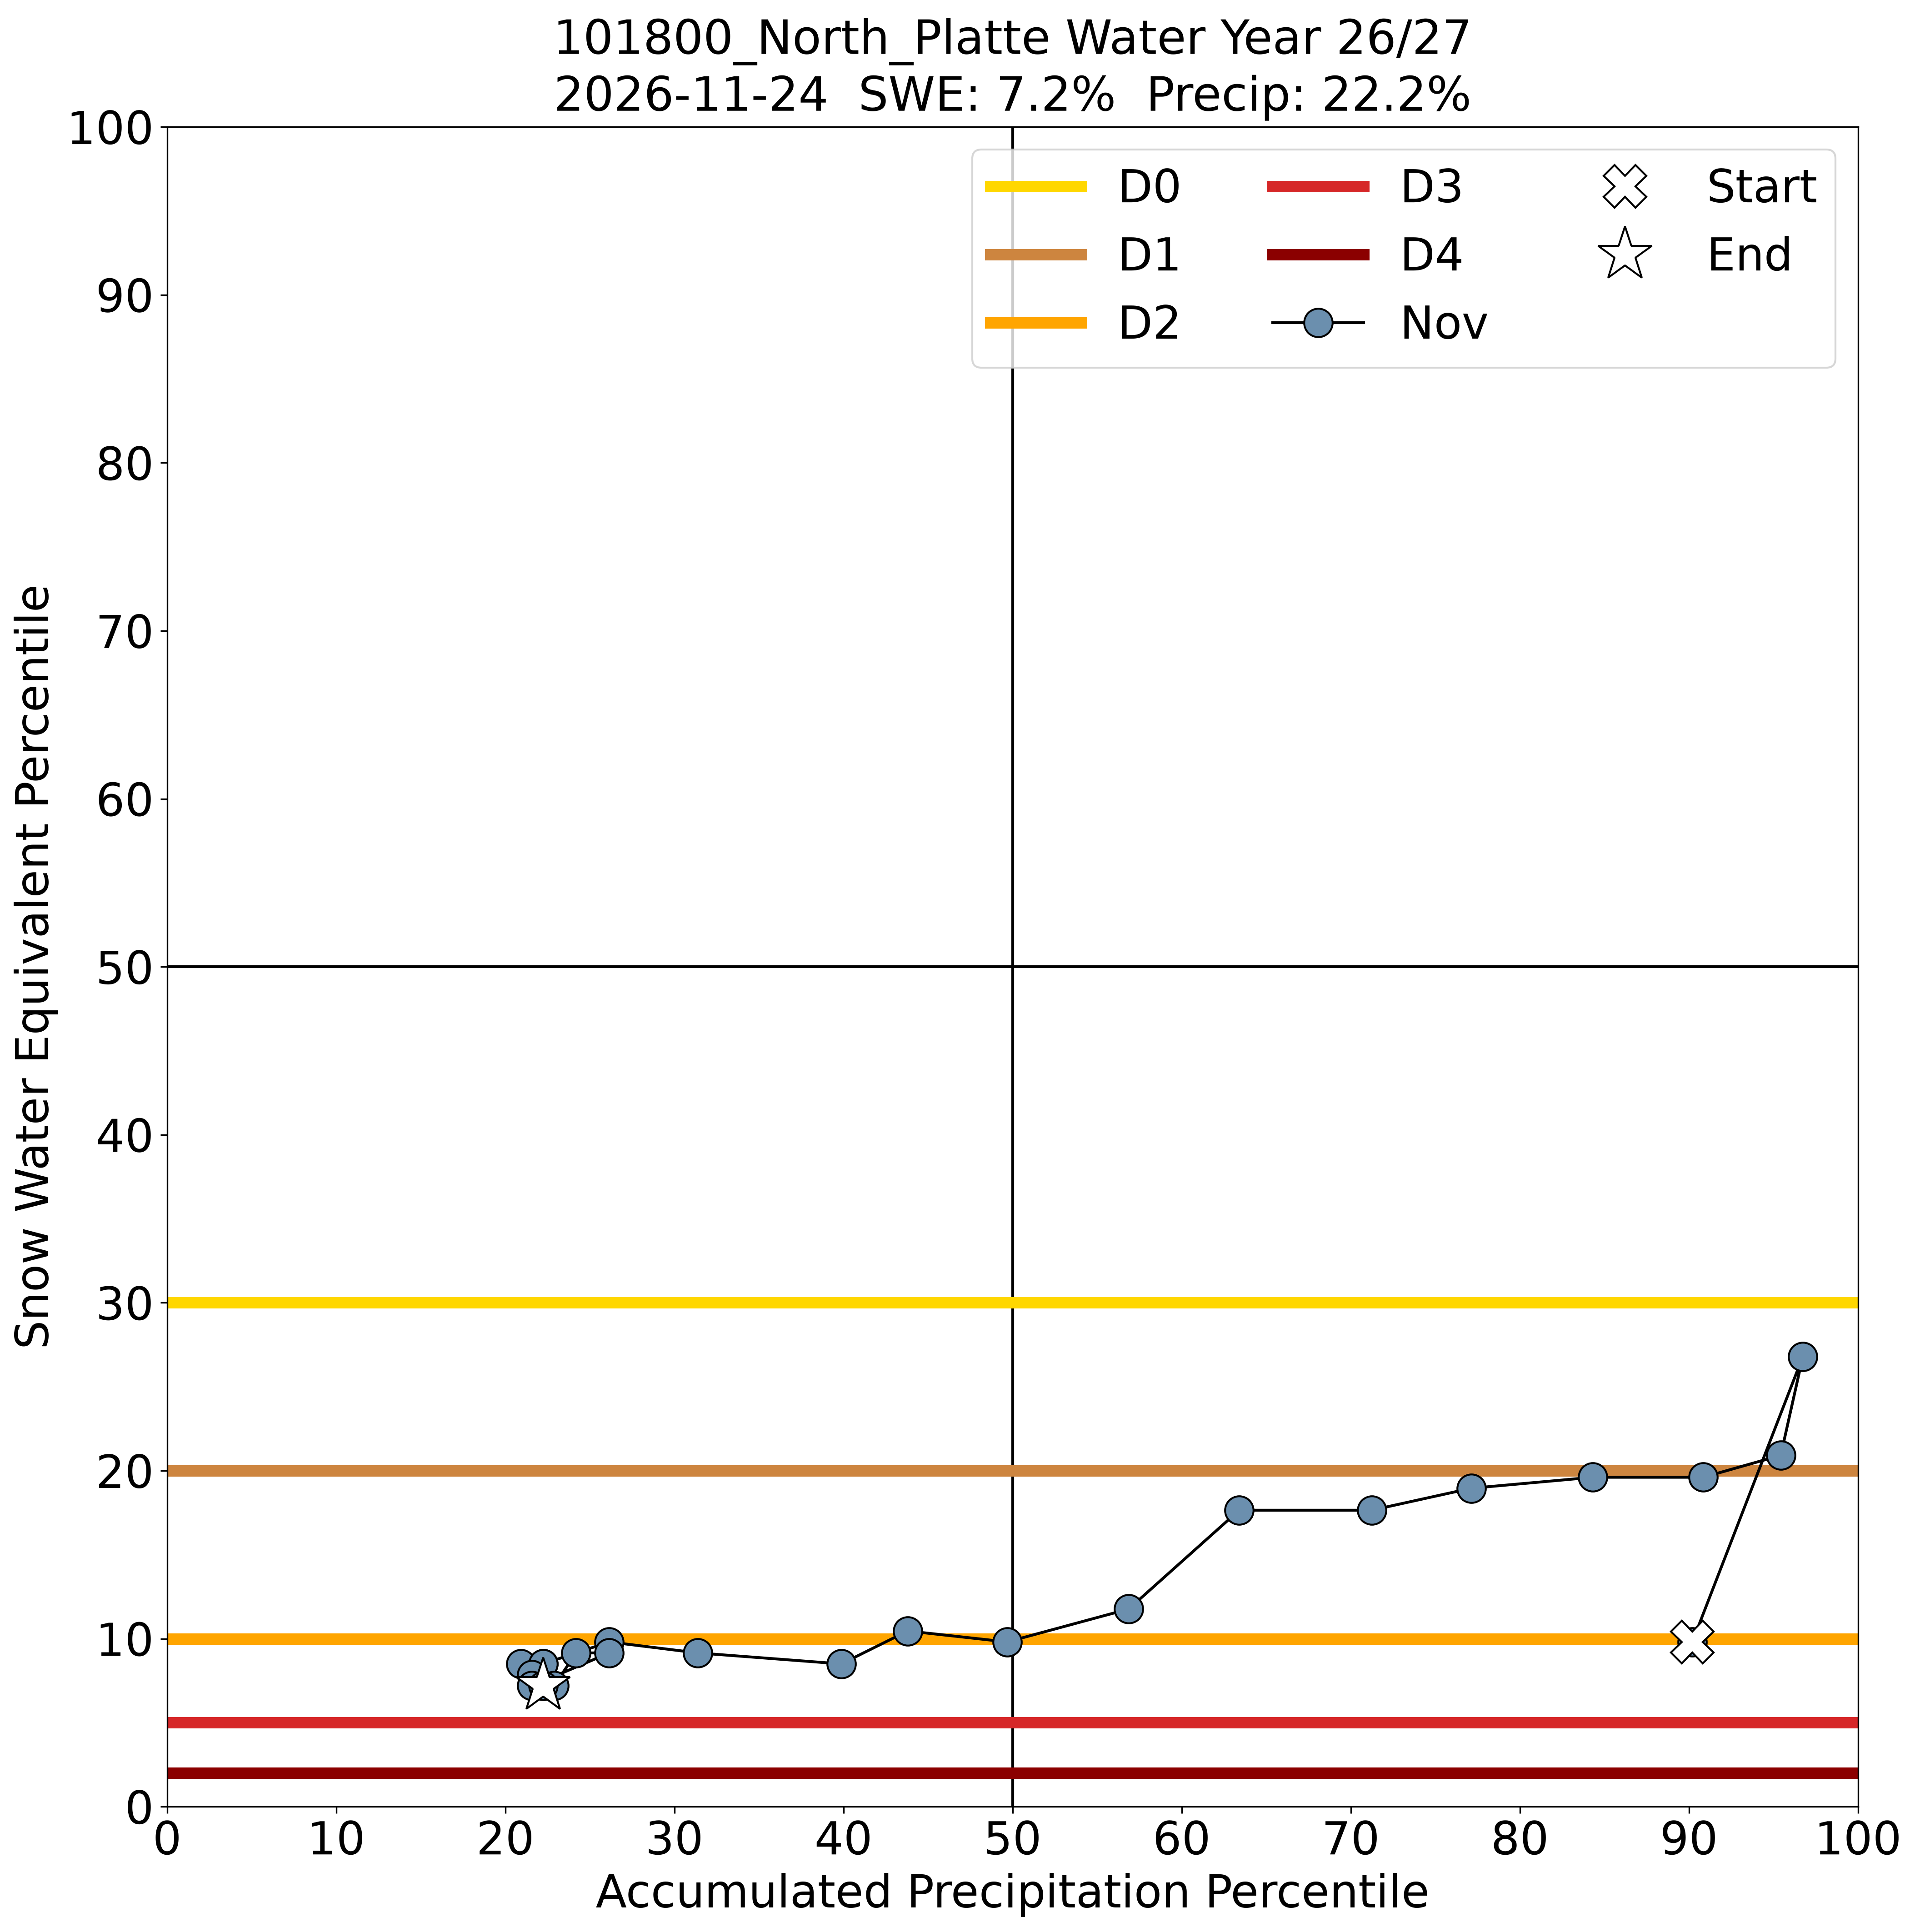 101800_North_Platte Water Year 26/27
2026-11-24  SWE: 7.2%  Precip: 22.2%
100
90
80
70
60
50
40
30
20
10
0
Snow Water Equivalent Percentile
D0
D1
D2
D3
D4
Nov
Start
End
0
10
20
30
40
50
60
70
80
90
100
Accumulated Precipitation Percentile